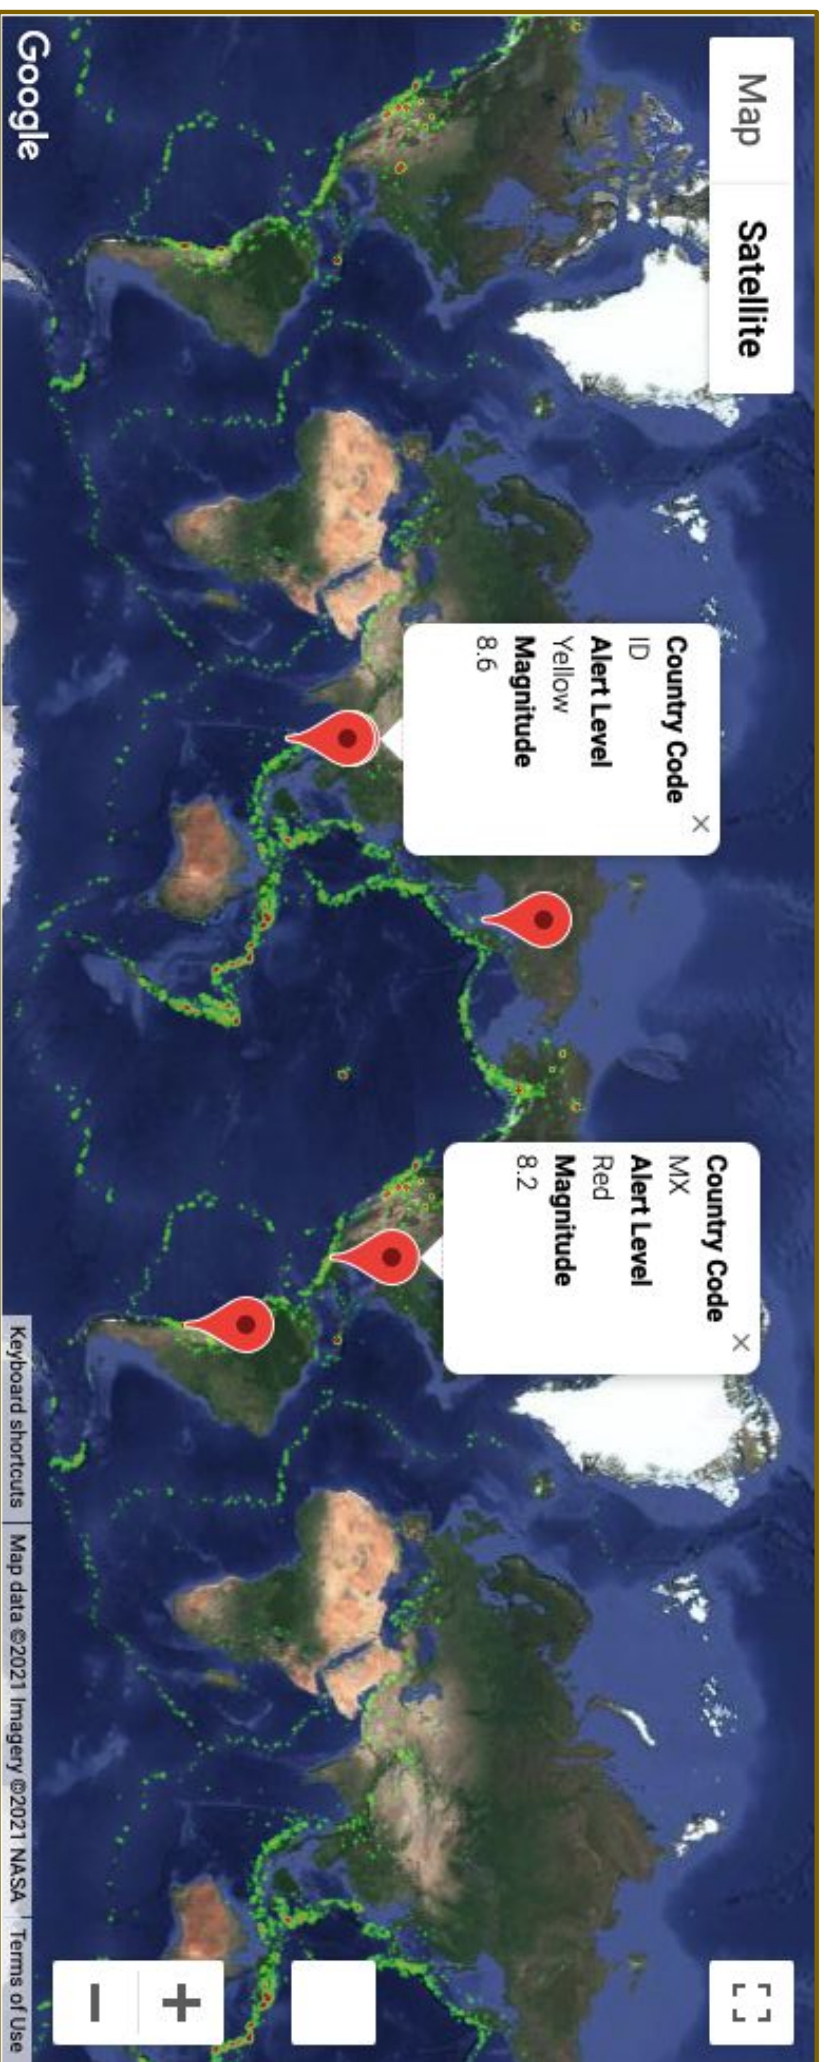 Map
Satellite
Country Code
ID
Alert Level
Yellow
Magnitude
8.6
Country Code
MX
Alert Level
Red
Magnitude
8.2
Google
Keyboard shortcuts
Map data ©2021 Imagery ©2021 NASA
Terms of Use